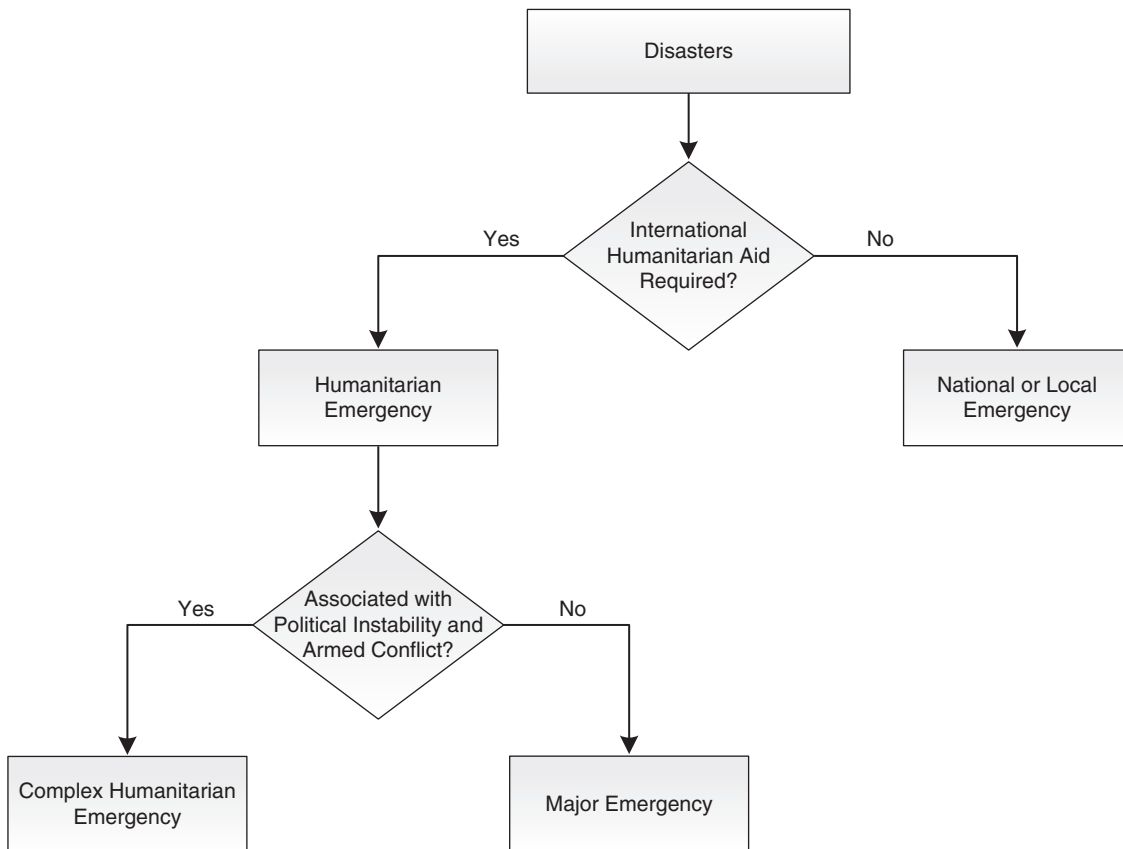 Disasters
International
Humanitarian Aid
Required?
Yes
No
Humanitarian
Emergency
National or Local
Emergency
Associated with
Political Instability and
Armed Conflict?
Yes
No
Complex Humanitarian
Emergency
Major Emergency